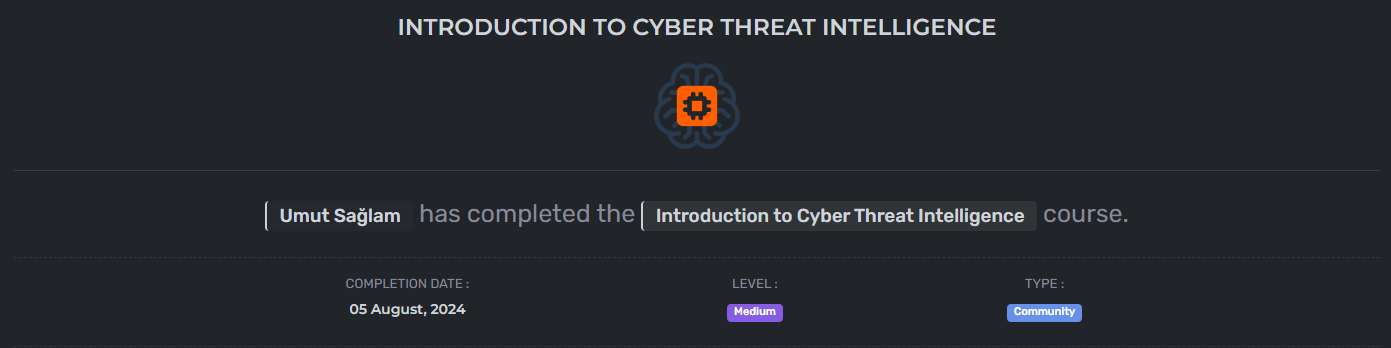 INTRODUCTION TO CYBER THREAT INTELLIGENCE
Umut Sağlam has completed the Introduction to Cyber Threat Intelligence course.
COMPLETION DATE : LEVEL : TYPE :
05 August, 2024 Medium Community